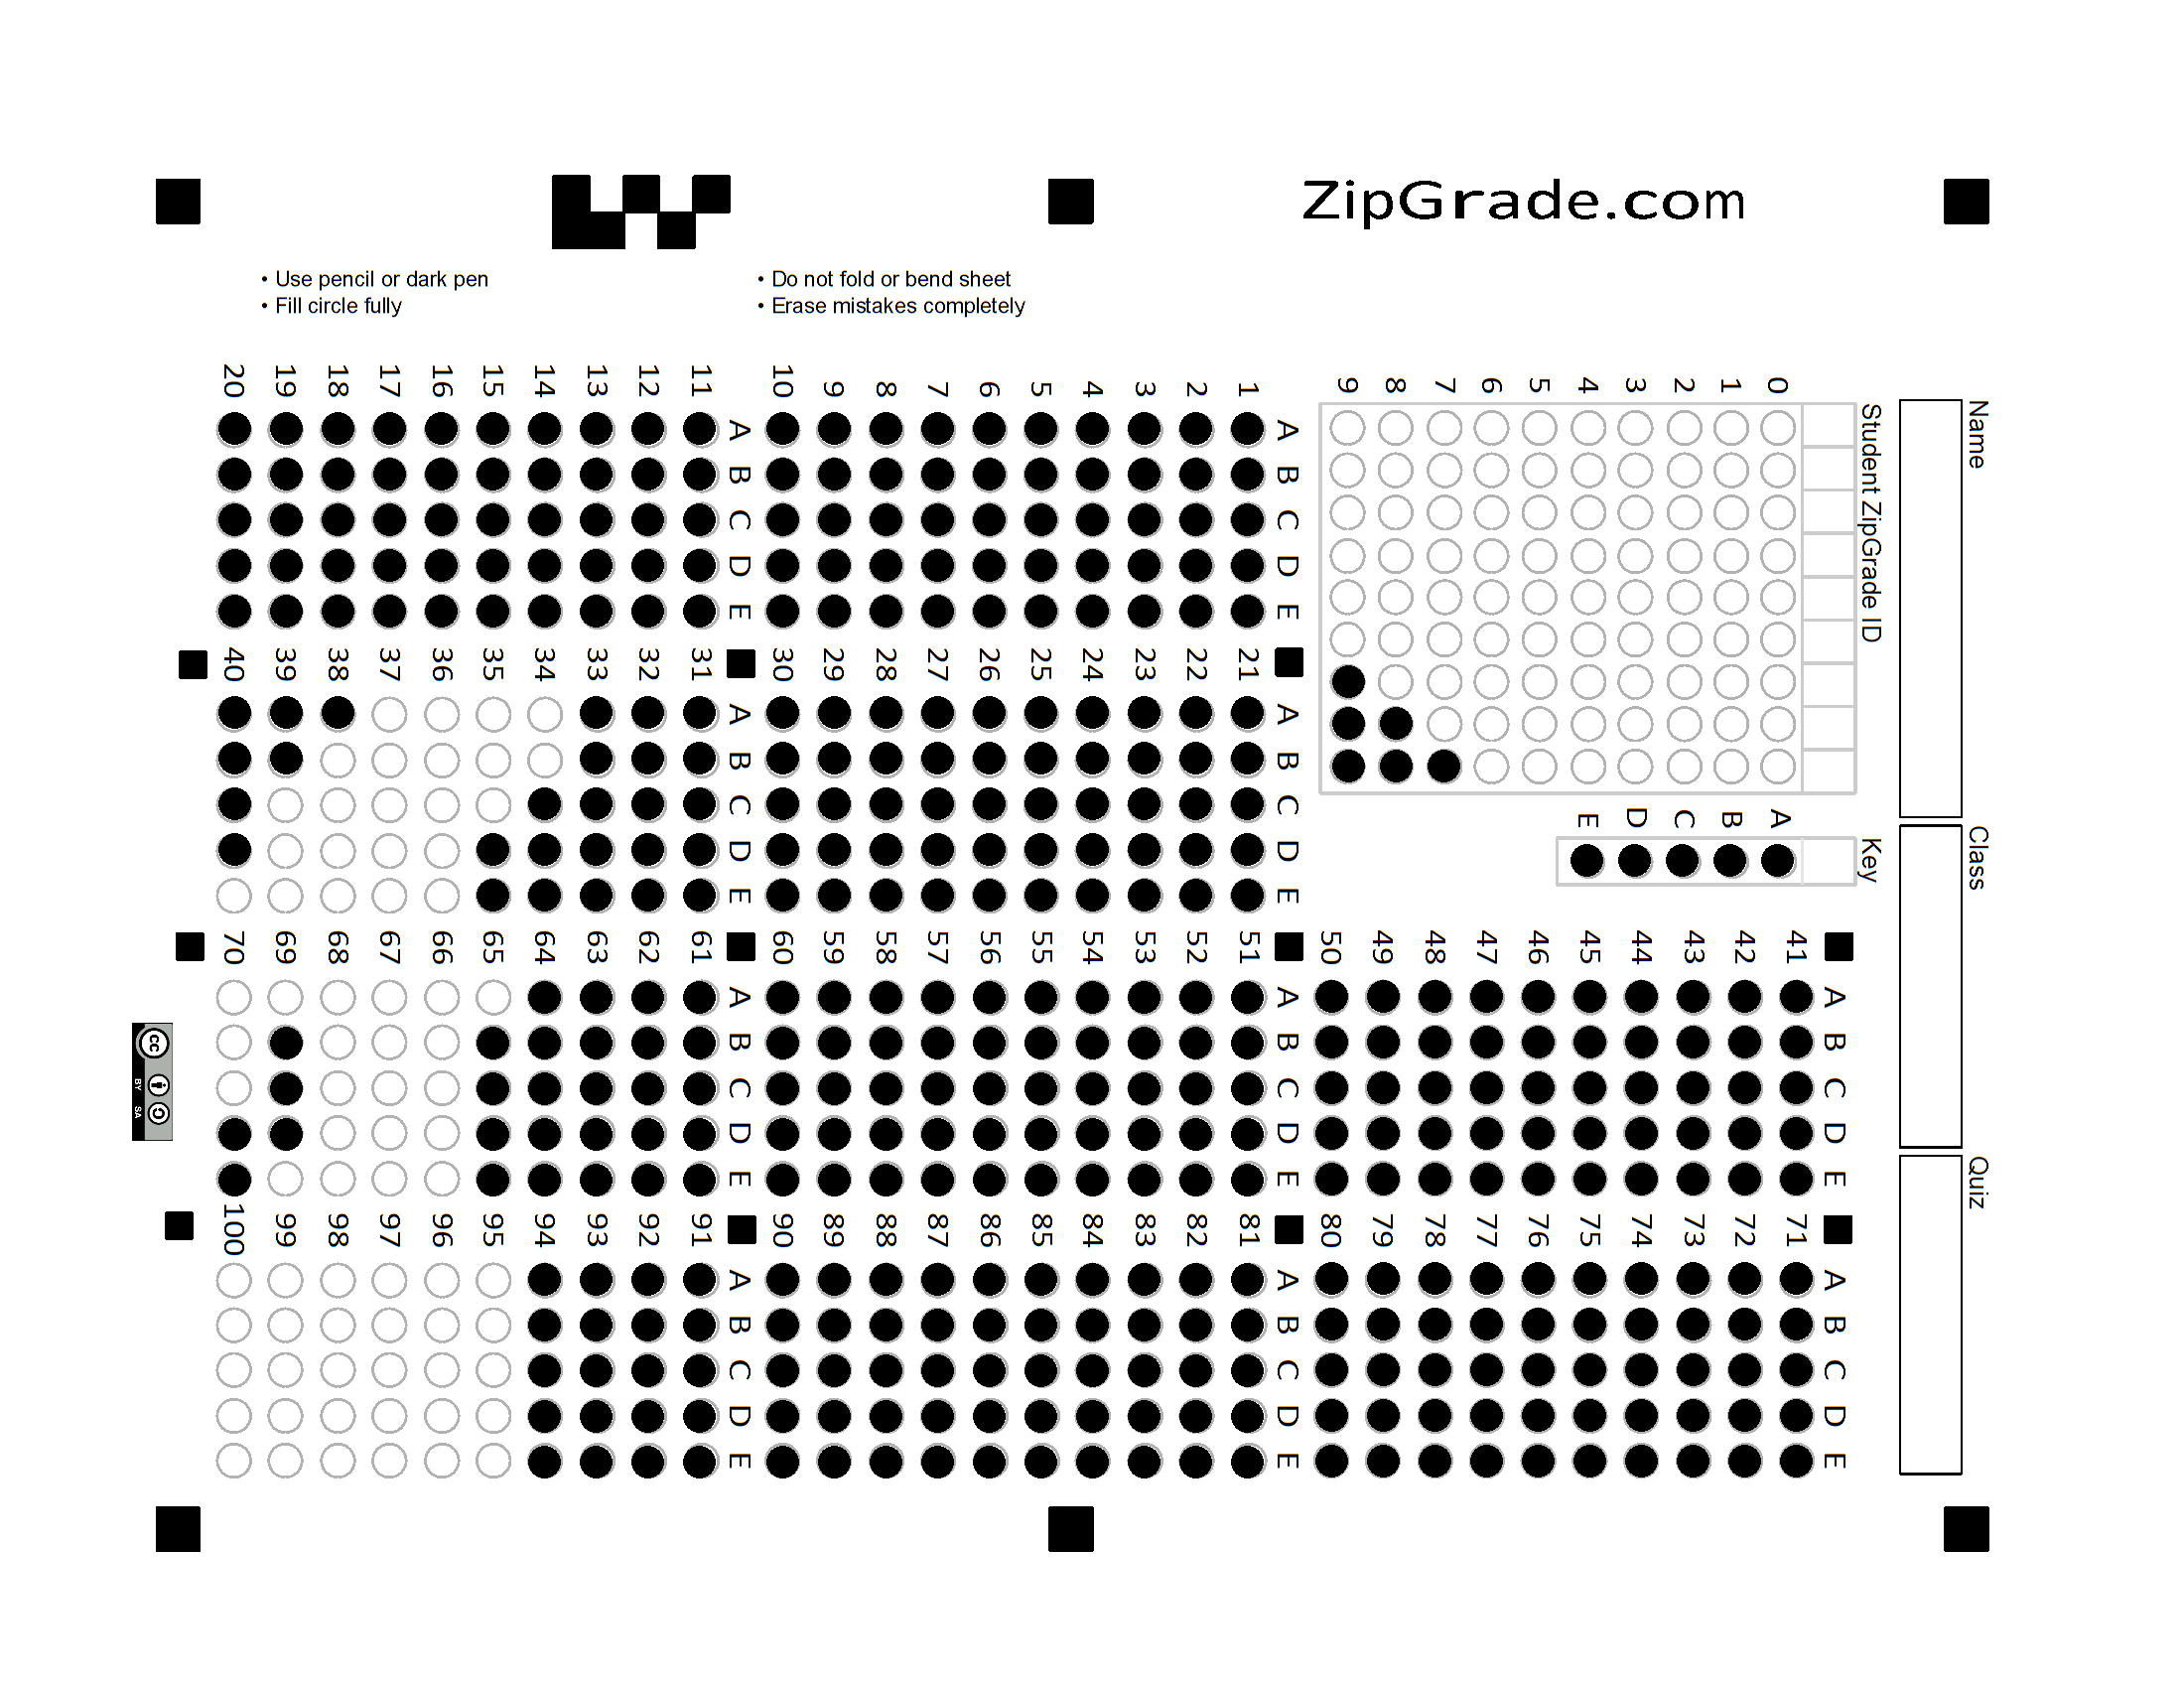 ZipGrade.com
• Use pencil or dark pen
• Fill circle fully
• Do not fold or bend sheet
• Erase mistakes completely
Name
Class
Quiz
Student ZipGrade ID
0 1 2 3 4 5 6 7 8 9
Key
A B C D E
1 2 3 4 5 6 7 8 9 10
A B C D E
11 12 13 14 15 16 17 18 19 20
A B C D E
21 22 23 24 25 26 27 28 29 30
A B C D E
31 32 33 34 35 36 37 38 39 40
A B C D E
41 42 43 44 45 46 47 48 49 50
A B C D E
51 52 53 54 55 56 57 58 59 60
A B C D E
61 62 63 64 65 66 67 68 69 70
A B C D E
71 72 73 74 75 76 77 78 79 80
A B C D E
81 82 83 84 85 86 87 88 89 90
A B C D E
91 92 93 94 95 96 97 98 99 100
A B C D E
cc
BY SA